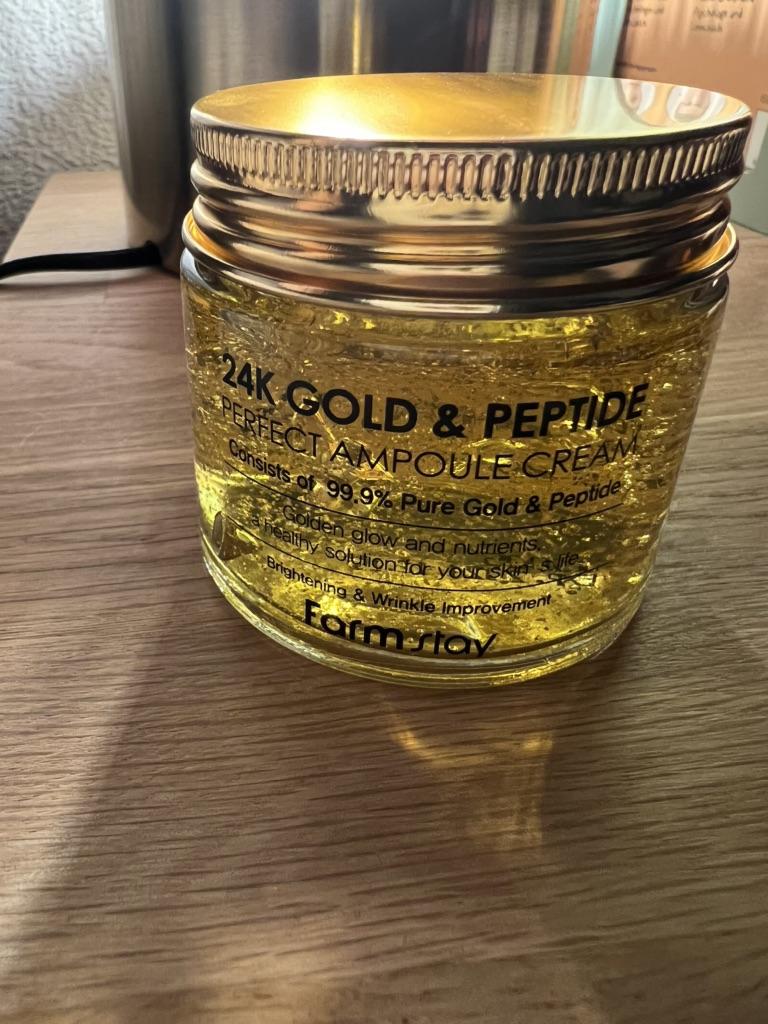 24K GOLD & PEPTIDE
PERFECT AMPOULE CREAM
Consists of 99.9% Pure Gold & Peptide
Golden glow and nutrients,
a healthy solution for your skin's life.
Brightening & Wrinkle Improvement
Farmstay